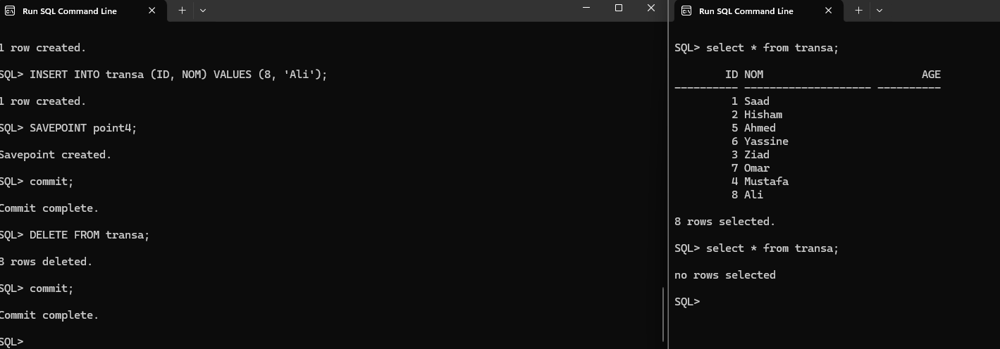 Run SQL Command Line
1 row created.
SQL> INSERT INTO transa (ID, NOM) VALUES (8, 'Ali');
1 row created.
SQL> SAVEPOINT point4;
Savepoint created.
SQL> commit;
Commit complete.
SQL> DELETE FROM transa;
8 rows deleted.
SQL> commit;
Commit complete.
SQL>
Run SQL Command Line
SQL> select * from transa;
        ID NOM                         AGE
---------- -------------------- ----------
         1 Saad
         2 Hisham
         5 Ahmed
         6 Yassine
         3 Ziad
         7 Omar
         4 Mustafa
         8 Ali
8 rows selected.
SQL> select * from transa;
no rows selected
SQL>